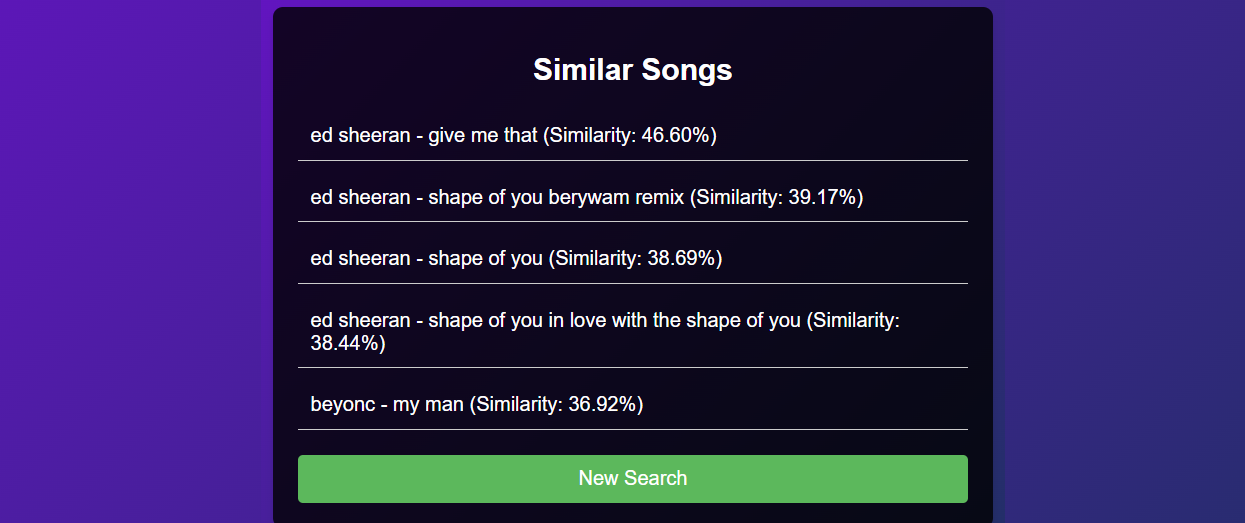 Similar Songs
ed sheeran - give me that (Similarity: 46.60%)
ed sheeran - shape of you berywam remix (Similarity: 39.17%)
ed sheeran - shape of you (Similarity: 38.69%)
ed sheeran - shape of you in love with the shape of you (Similarity:
38.44%)
beyonc - my man (Similarity: 36.92%)
New Search